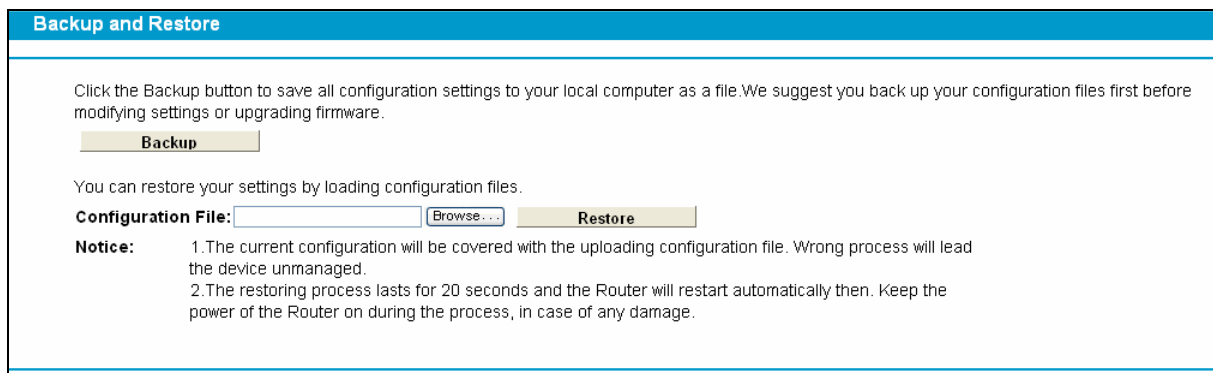 Backup and Restore
Click the Backup button to save all configuration settings to your local computer as a file.We suggest you back up your configuration files first before
modifying settings or upgrading firmware.
Backup
You can restore your settings by loading configuration files.
Configuration File: Browse... Restore
Notice: 1.The current configuration will be covered with the uploading configuration file. Wrong process will lead
the device unmanaged.
2.The restoring process lasts for 20 seconds and the Router will restart automatically then. Keep the
power of the Router on during the process, in case of any damage.